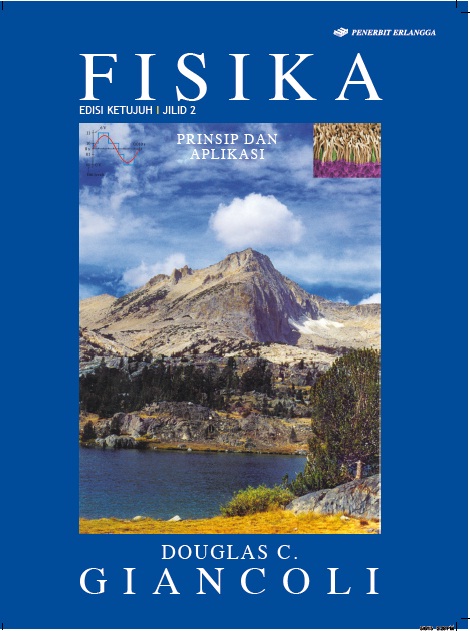 PENERBIT ERLANGGA
FISIKA
EDISI KETUJUH I JILID 2
PRINSIP DAN
APLIKASI
DOUGLAS C.
GIANCOLI